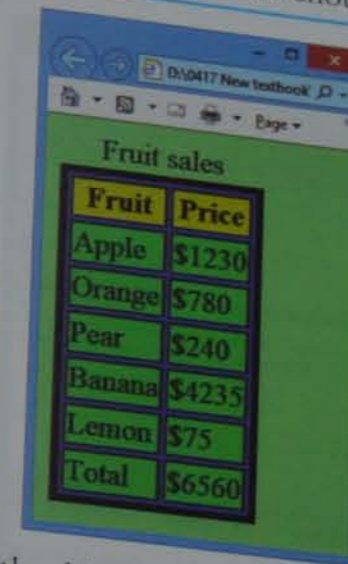 D:\0417 New textbook
Page
Fruit sales
Fruit Price
Apple $1230
Orange $780
Pear $240
Banana $4235
Lemon $75
Total $6560